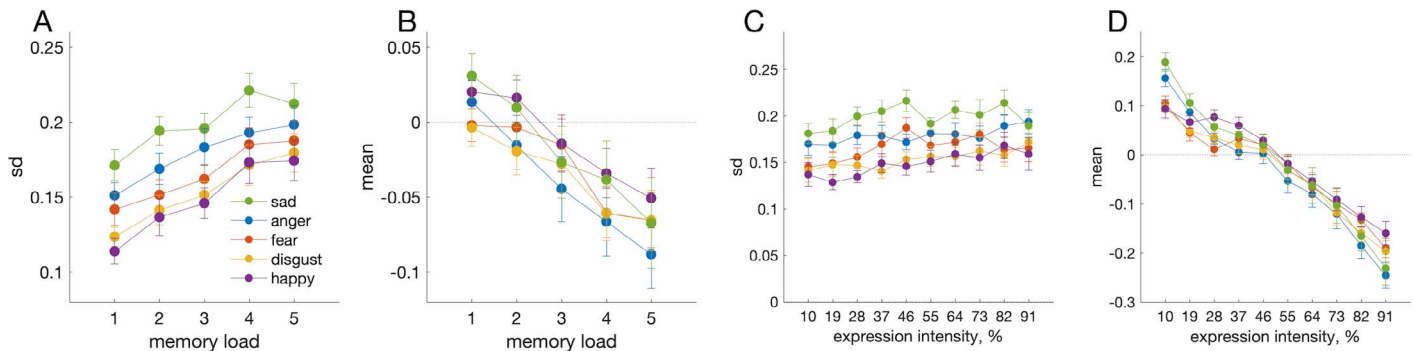 A
0.25
0.2
0.15
0.1
sd
1 2 3 4 5
memory load
sad
anger
fear
disgust
happy
B
0.05
0
-0.05
-0.1
mean
1 2 3 4 5
memory load
C
0.25
0.2
0.15
0.1
0
sd
10 19 28 37 46 55 64 73 82 91
expression intensity, %
D
0.2
0.1
0
-0.1
-0.2
-0.3
mean
10 19 28 37 46 55 64 73 82 91
expression intensity, %